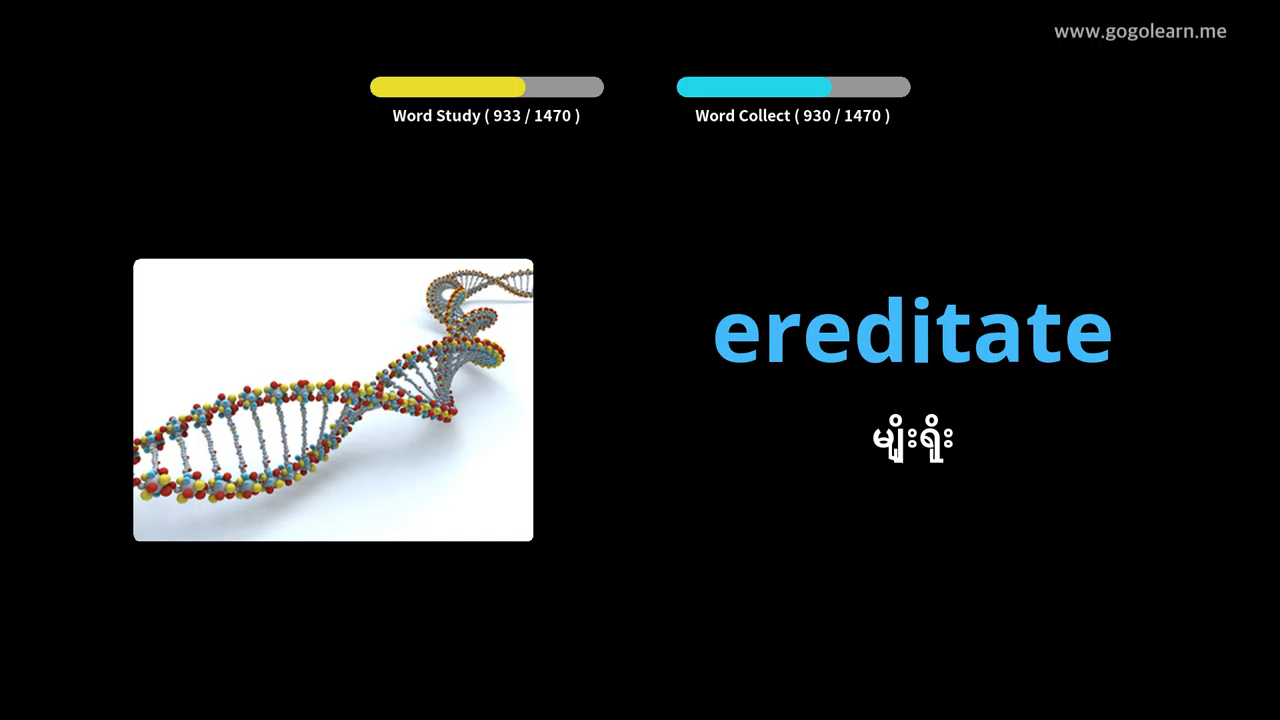 www.gogolearn.me
Word Study ( 933 / 1470 )
Word Collect ( 930 / 1470 )
ereditate
မျိုးရိုး